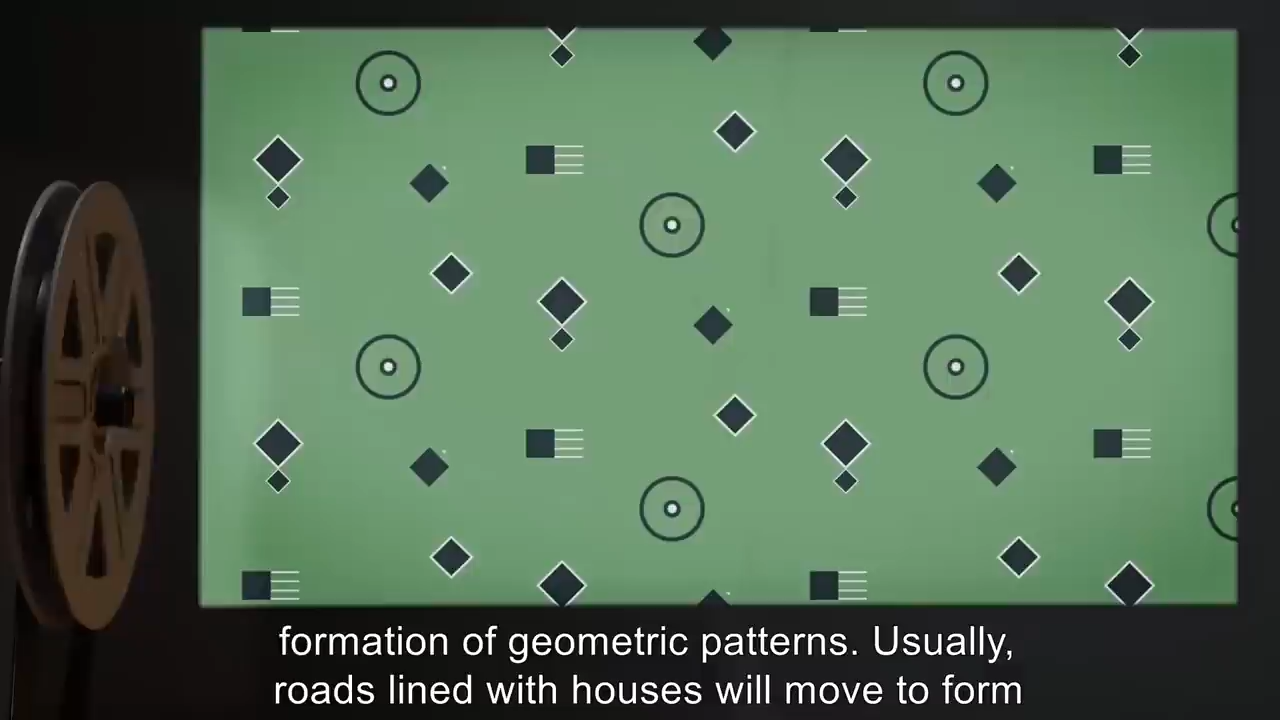 formation of geometric patterns. Usually,
roads lined with houses will move to form